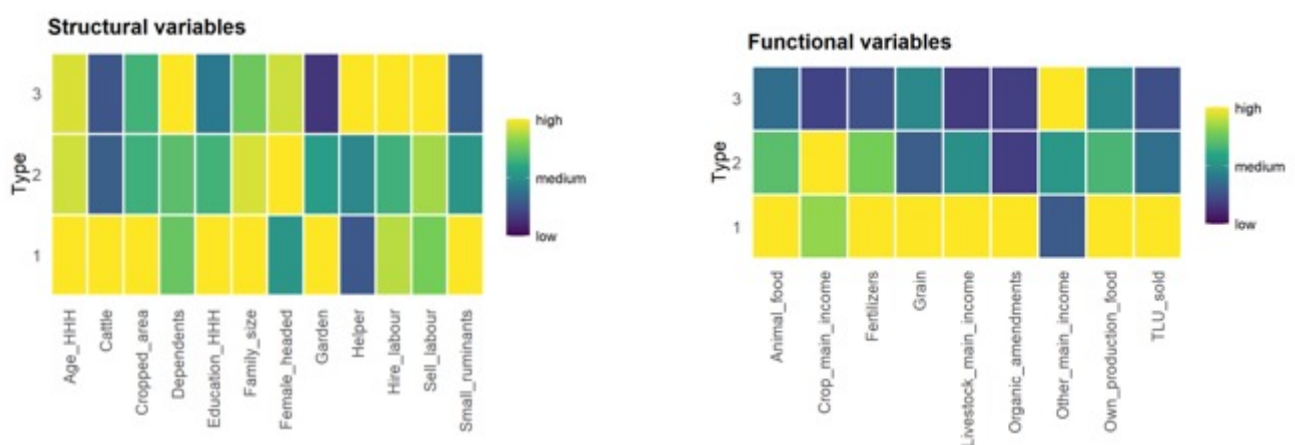 Structural variables
Type
3
2
1
Age_HHH
Cattle
Cropped_area
Dependents
Education_HHH
Family_size
Female_headed
Garden
Helper
Hire_labour
Sell_labour
Small_ruminants
high
medium
low
Functional variables
Type
3
2
1
Animal_food
Crop_main_income
Fertilizers
Grain
Livestock_main_income
Organic_amendments
Other_main_income
Own_production_food
TLU_sold
high
medium
low